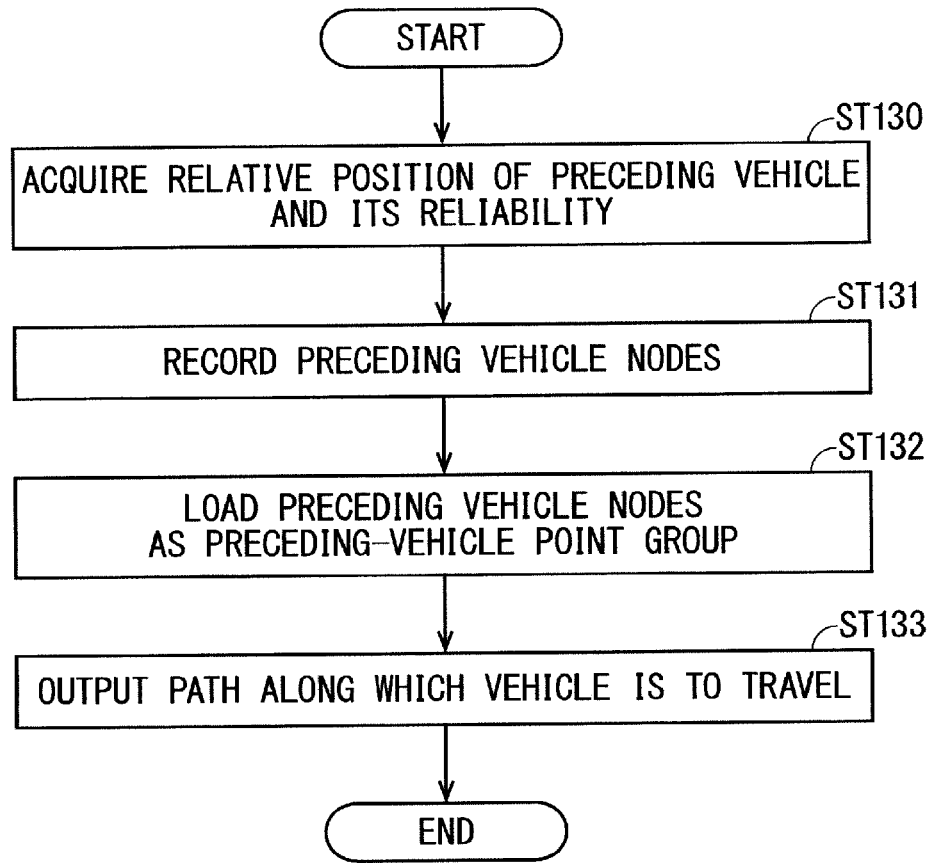 START
ST130
ACQUIRE RELATIVE POSITION OF PRECEDING VEHICLE
AND ITS RELIABILITY
ST131
RECORD PRECEDING VEHICLE NODES
ST132
LOAD PRECEDING VEHICLE NODES
AS PRECEDING-VEHICLE POINT GROUP
ST133
OUTPUT PATH ALONG WHICH VEHICLE IS TO TRAVEL
END